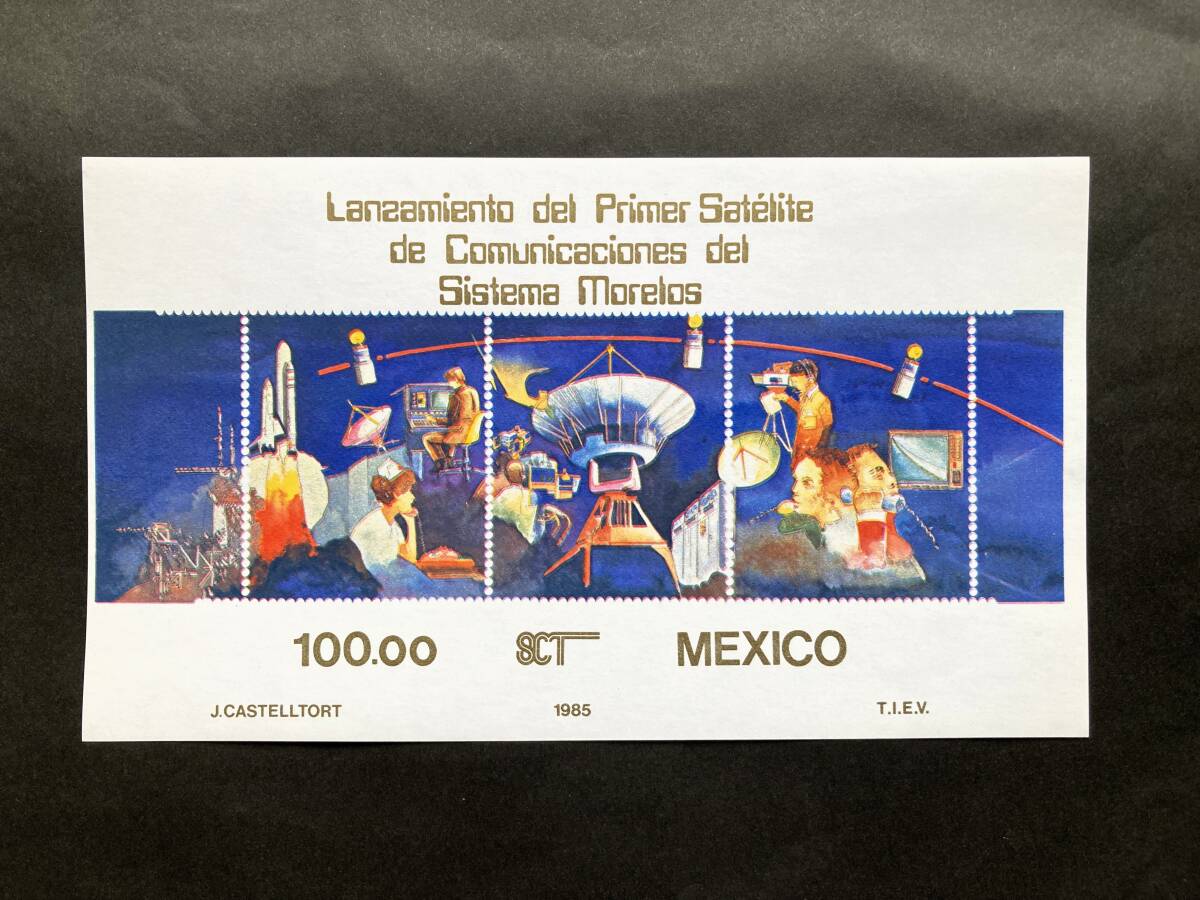 Lanzamiento del Primer Satélite
de Comunicaciones del
Sistema Morelos
100.00 SCT MEXICO
J.CASTELLTORT 1985 T.I.E.V.